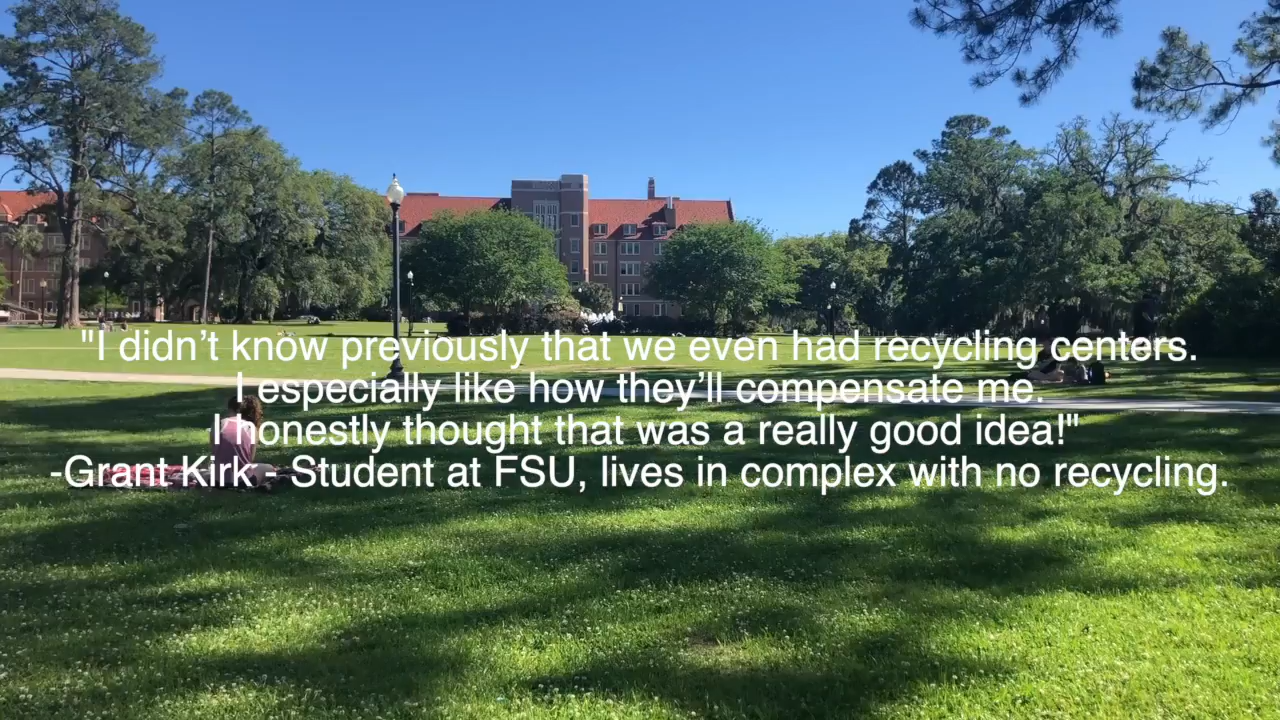 "I didn’t know previously that we even had recycling centers.
I especially like how they’ll compensate me.
I honestly thought that was a really good idea!"
-Grant Kirk - Student at FSU, lives in complex with no recycling.